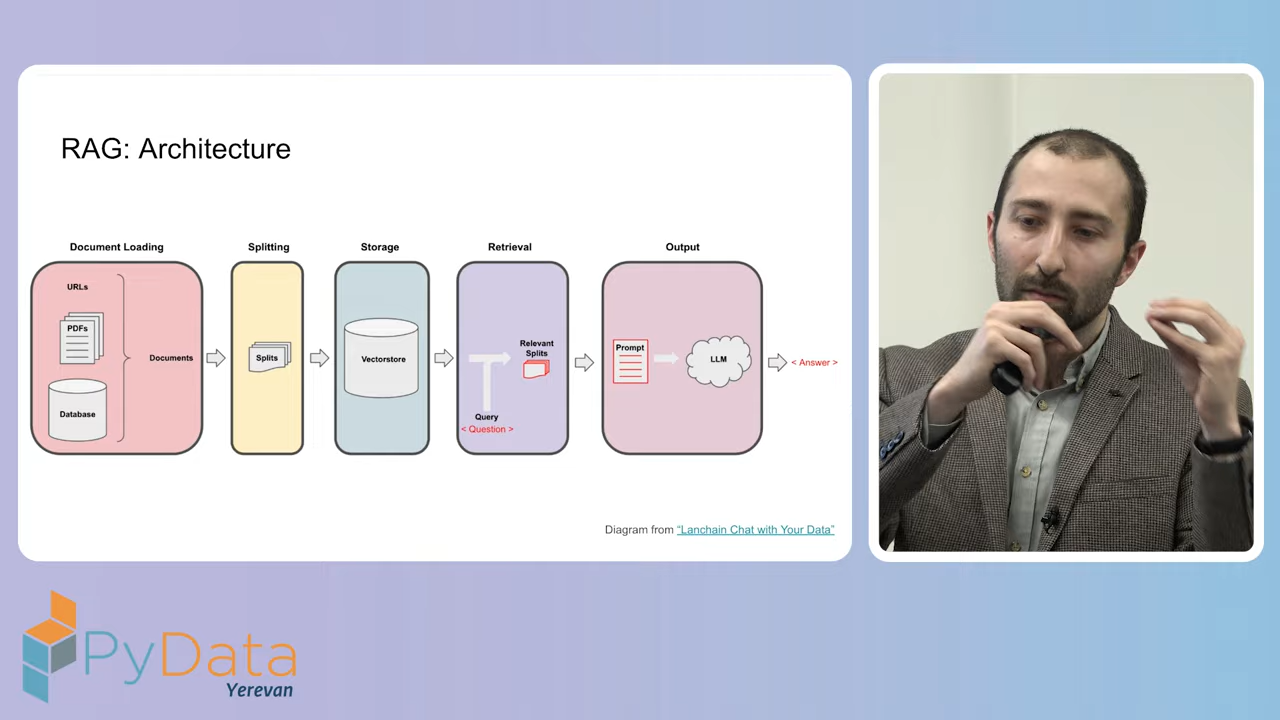 RAG: Architecture
Document Loading
Splitting
Storage
Retrieval
Output
URLs
PDFs
Documents
Database
Splits
Vectorstore
Relevant
Splits
Query
< Question >
Prompt
LLM
< Answer >
Diagram from “Lanchain Chat with Your Data”
PyData
Yerevan